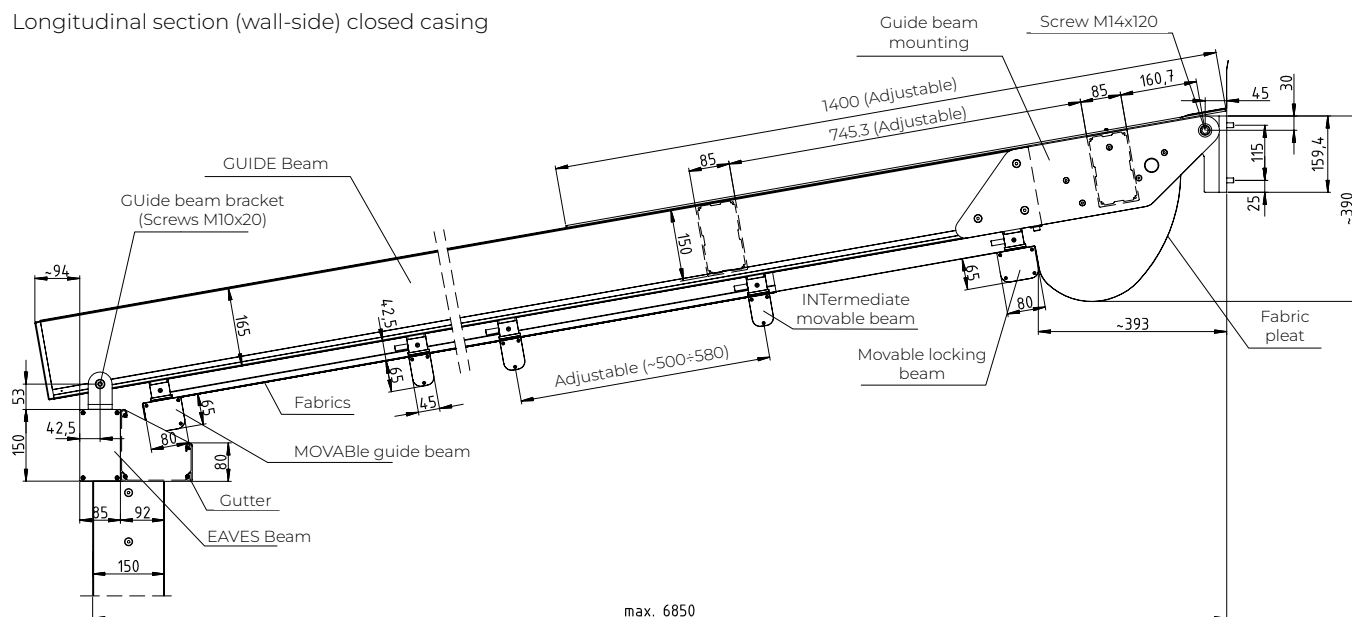 Longitudinal section (wall-side) closed casing
Guide beam
mounting
Screw M14x120
1400 (Adjustable)
745.3 (Adjustable)
85
160,7
45
30
115
159,4
25
~390
GUIDE Beam
85
GUide beam bracket
(Screws M10x20)
~94
165
150
42,5
65
45
65
80
INTermediate
movable beam
~393
Fabric
pleat
Adjustable (~500÷580)
Movable locking
beam
53
42,5
150
Fabrics
65
80
80
MOVABle guide beam
Gutter
85
92
EAVES Beam
150
max. 6850